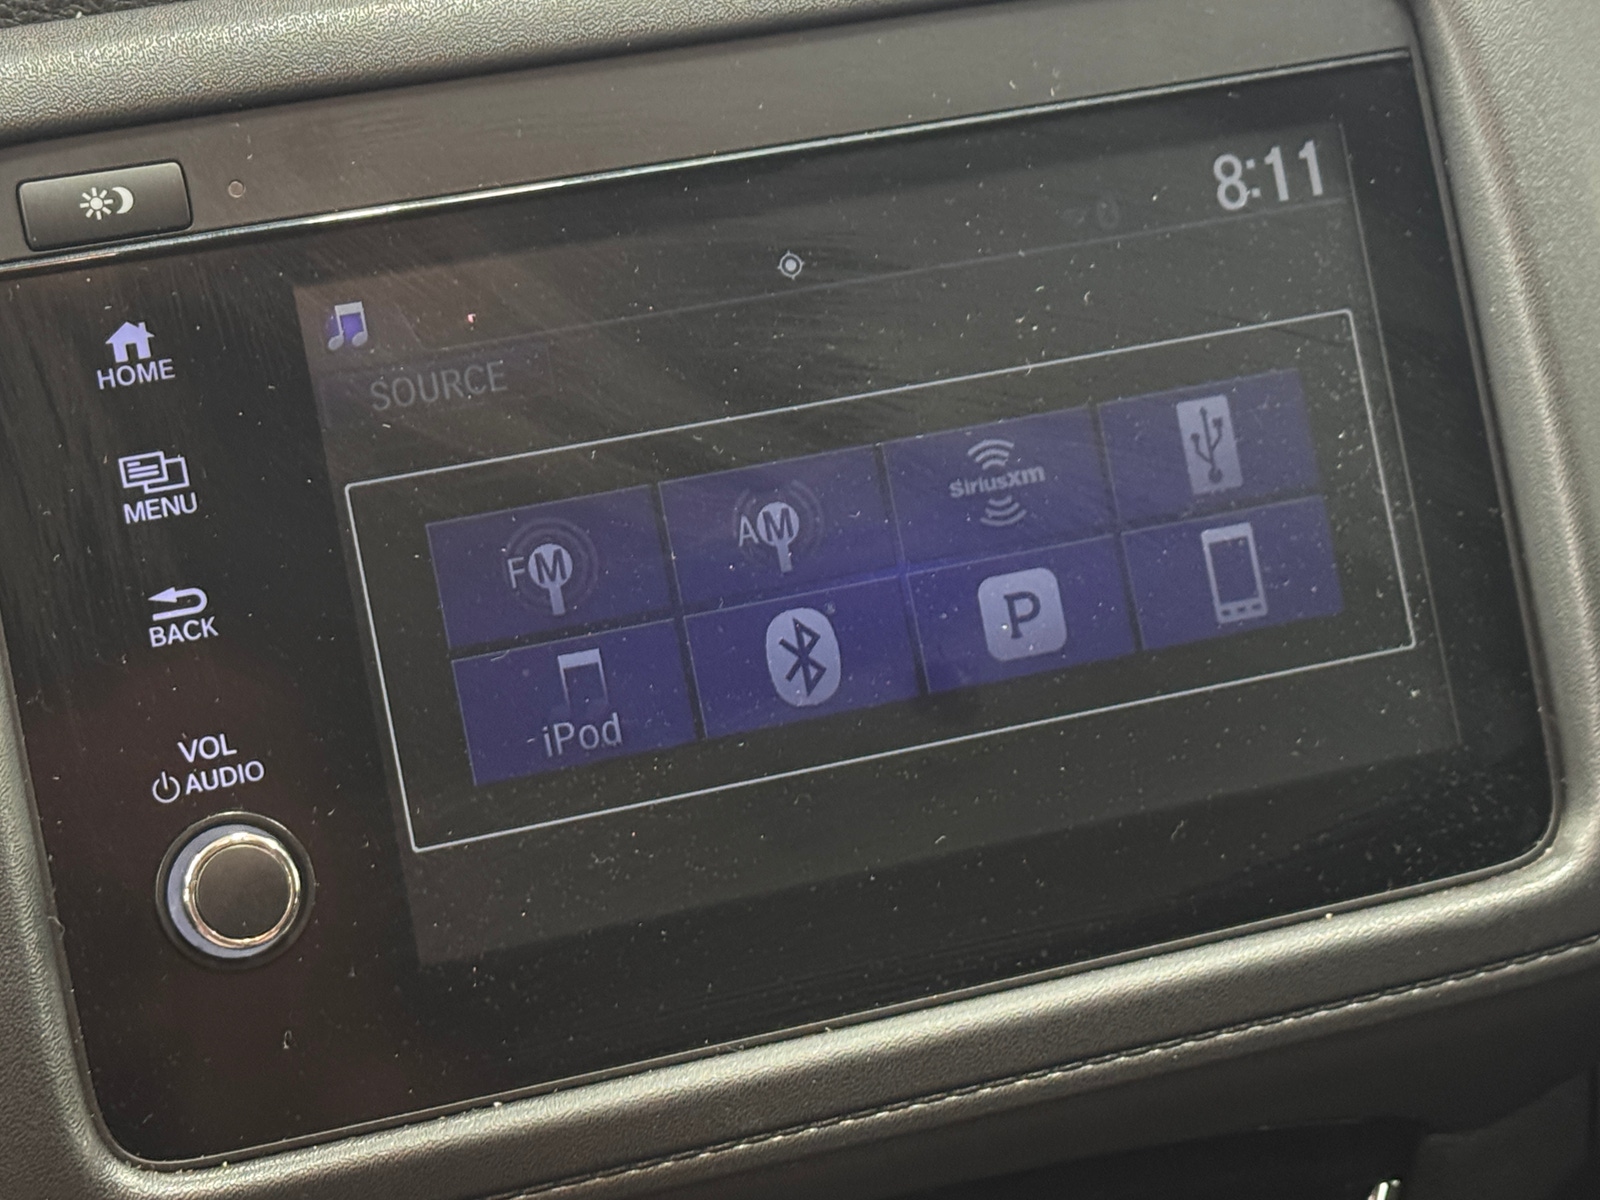 8:11
HOME
SOURCE
MENU
FM
AM
SiriusXm
BACK
iPod
P
VOL
AUDIO